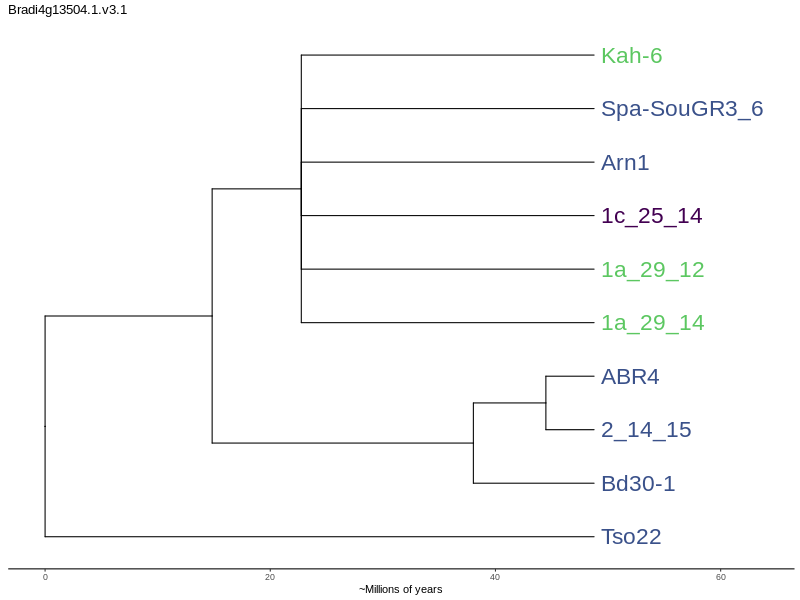 Bradi4g13504.1.v3.1
Kah-6
Spa-SouGR3_6
Arn1
1c_25_14
1a_29_12
1a_29_14
ABR4
2_14_15
Bd30-1
Tso22
0 20 40 60
~Millions of years